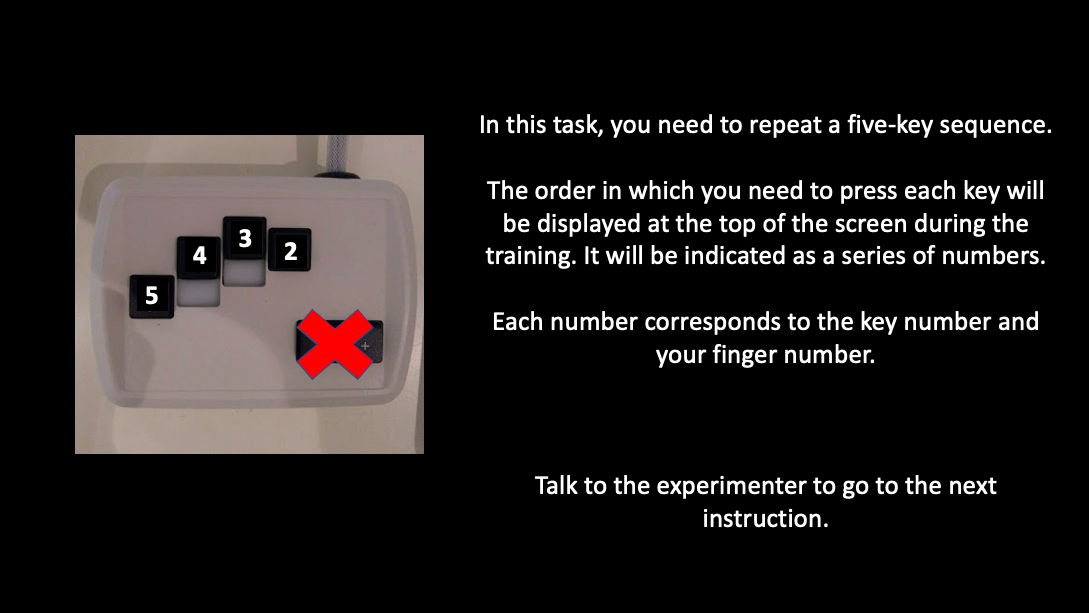 In this task, you need to repeat a five-key sequence.
The order in which you need to press each key will
be displayed at the top of the screen during the
training. It will be indicated as a series of numbers.
Each number corresponds to the key number and
your finger number.
Talk to the experimenter to go to the next
instruction.
3
4
2
5
+